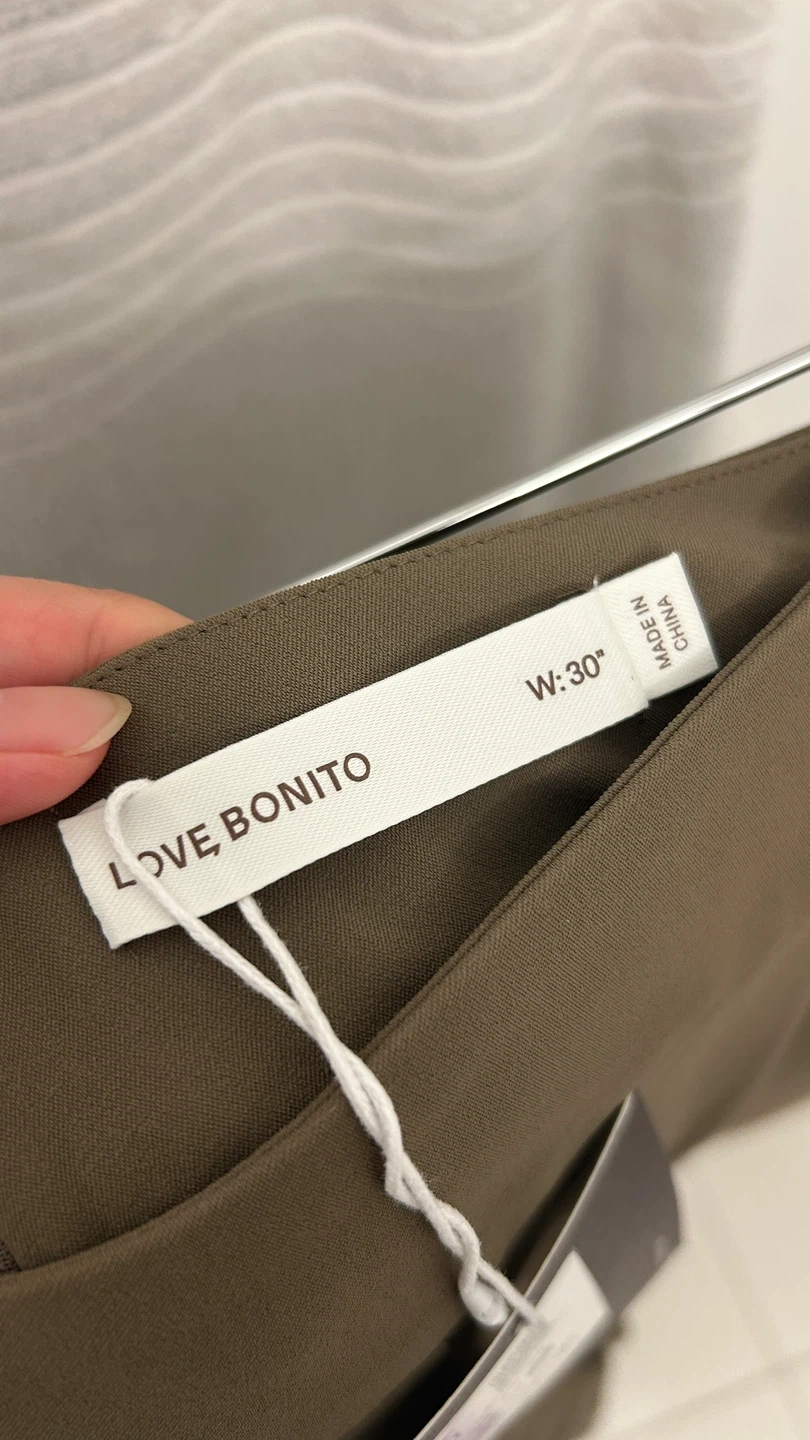 LOVE, BONITO
W: 30"
MADE IN
CHINA